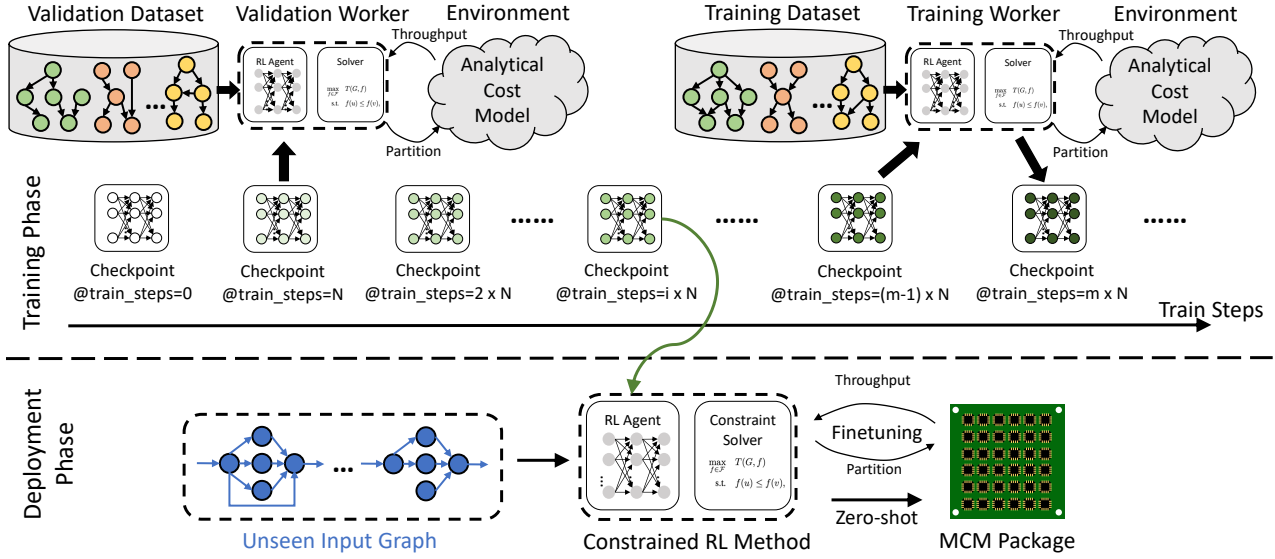 Validation Dataset
Validation Worker
Environment
Training Dataset
Training Worker
Environment
Throughput
Throughput
RL Agent
Solver
RL Agent
Solver
Analytical
Cost
Model
Analytical
Cost
Model
max T(G, f)
f∈F
s.t. f(u) ≤ f(v),
max T(G, f)
f∈F
s.t. f(u) ≤ f(v),
...
...
Partition
Partition
Training Phase
......
......
......
Checkpoint
@train_steps=0
Checkpoint
@train_steps=N
Checkpoint
@train_steps=2 x N
Checkpoint
@train_steps=i x N
Checkpoint
@train_steps=(m-1) x N
Checkpoint
@train_steps=m x N
Train Steps
Deployment
Phase
...
Unseen Input Graph
RL Agent
...
Constraint
Solver
max T(G, f)
f∈F
s.t. f(u) ≤ f(v),
Constrained RL Method
Throughput
Finetuning
Partition
Zero-shot
MCM Package